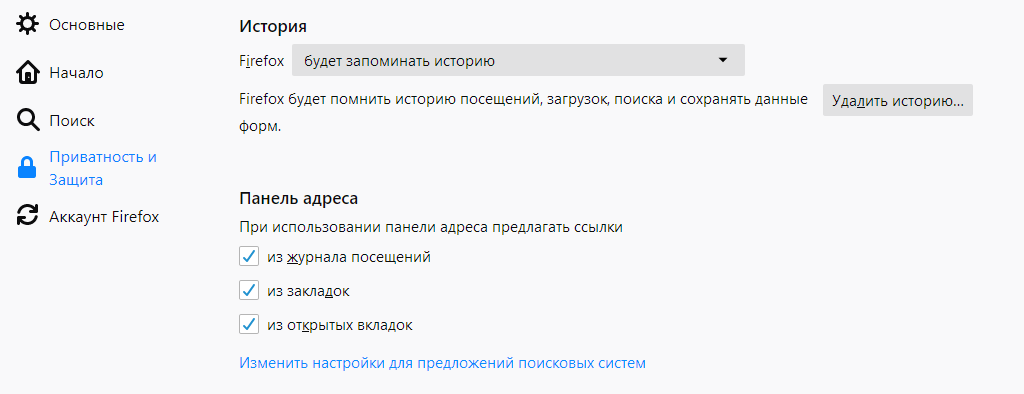 Основные
Начало
Поиск
Приватность и
Защита
Аккаунт Firefox
История
Firefox будет запоминать историю
Firefox будет помнить историю посещений, загрузок, поиска и сохранять данные
форм.
Удалить историю...
Панель адреса
При использовании панели адреса предлагать ссылки
из журнала посещений
из закладок
из открытых вкладок
Изменить настройки для предложений поисковых систем